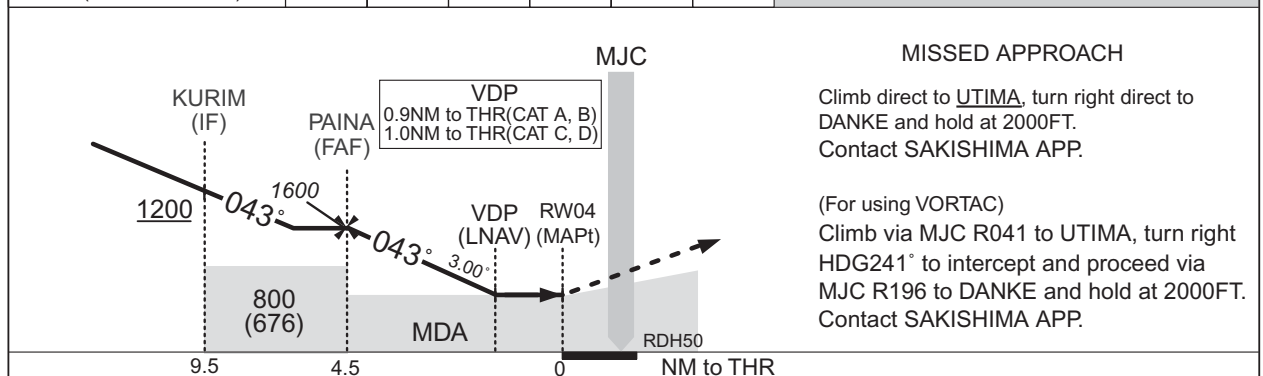 MJC
MISSED APPROACH
KURIM
(IF)
PAINA
(FAF)
VDP
0.9NM to THR(CAT A, B)
1.0NM to THR(CAT C, D)
Climb direct to UTIMA, turn right direct to
DANKE and hold at 2000FT.
Contact SAKISHIMA APP.
1200
043°
1600
043°
3.00°
VDP
(LNAV)
RW04
(MAPt)
(For using VORTAC)
Climb via MJC R041 to UTIMA, turn right
HDG241° to intercept and proceed via
MJC R196 to DANKE and hold at 2000FT.
Contact SAKISHIMA APP.
800
(676)
MDA
RDH50
9.5
4.5
0
NM to THR